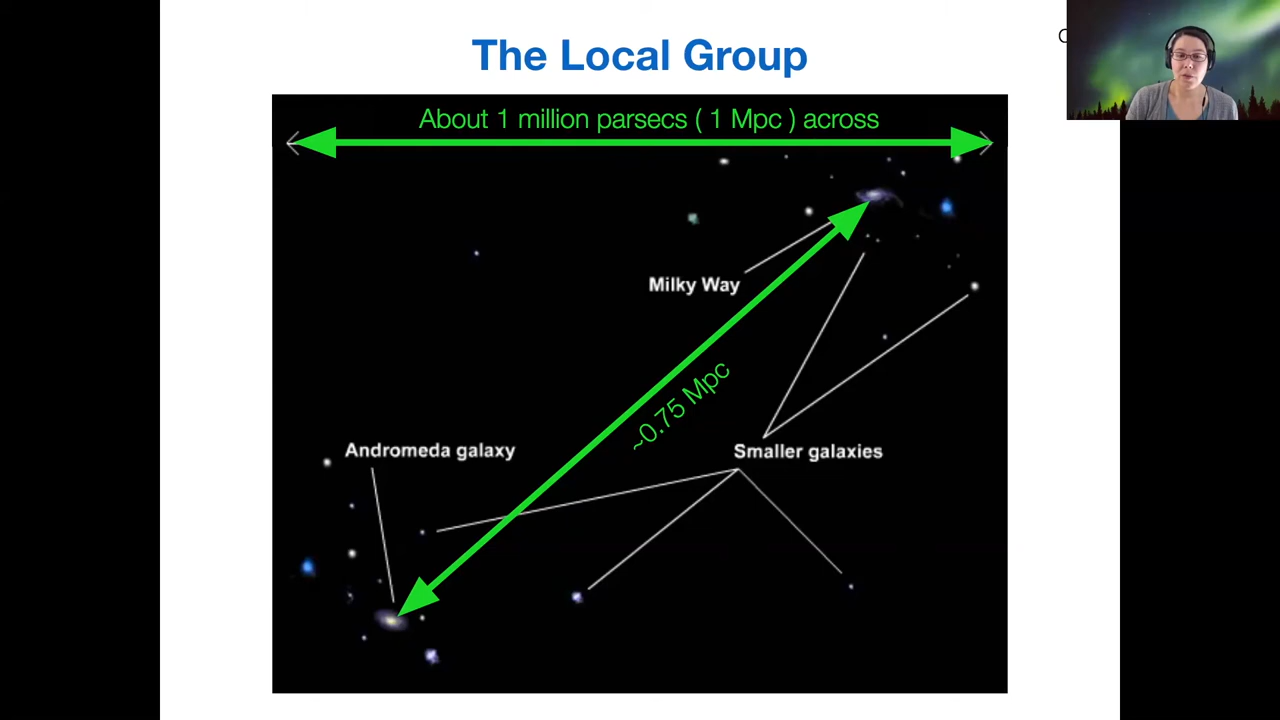 The Local Group
About 1 million parsecs ( 1 Mpc ) across
Milky Way
~0.75 Mpc
Andromeda galaxy
Smaller galaxies